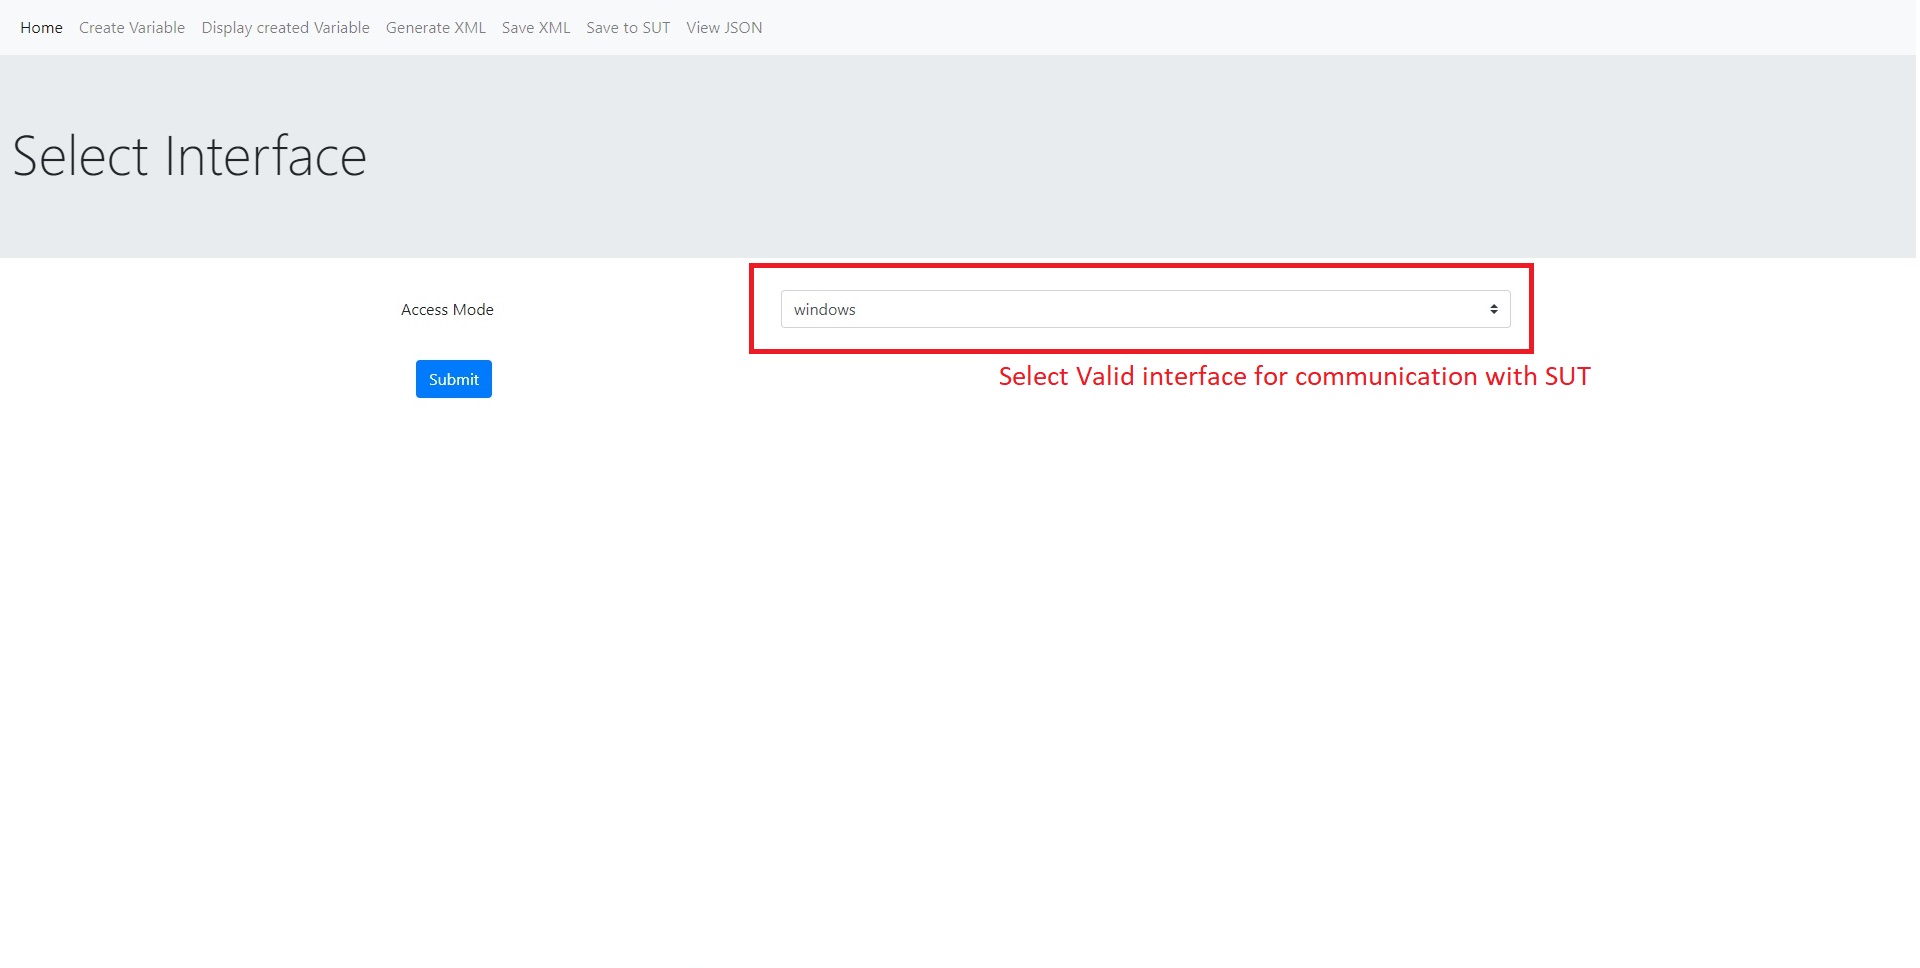 Home Create Variable Display created Variable Generate XML Save XML Save to SUT View JSON
Select Interface
Access Mode windows
Submit
Select Valid interface for communication with SUT